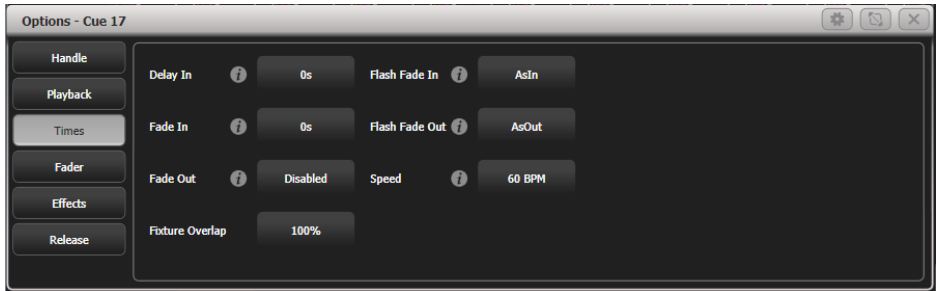 Options - Cue 17
Handle
Playback
Times
Fader
Effects
Release
Delay In 0s Flash Fade In AsIn
Fade In 0s Flash Fade Out AsOut
Fade Out Disabled Speed 60 BPM
Fixture Overlap 100%